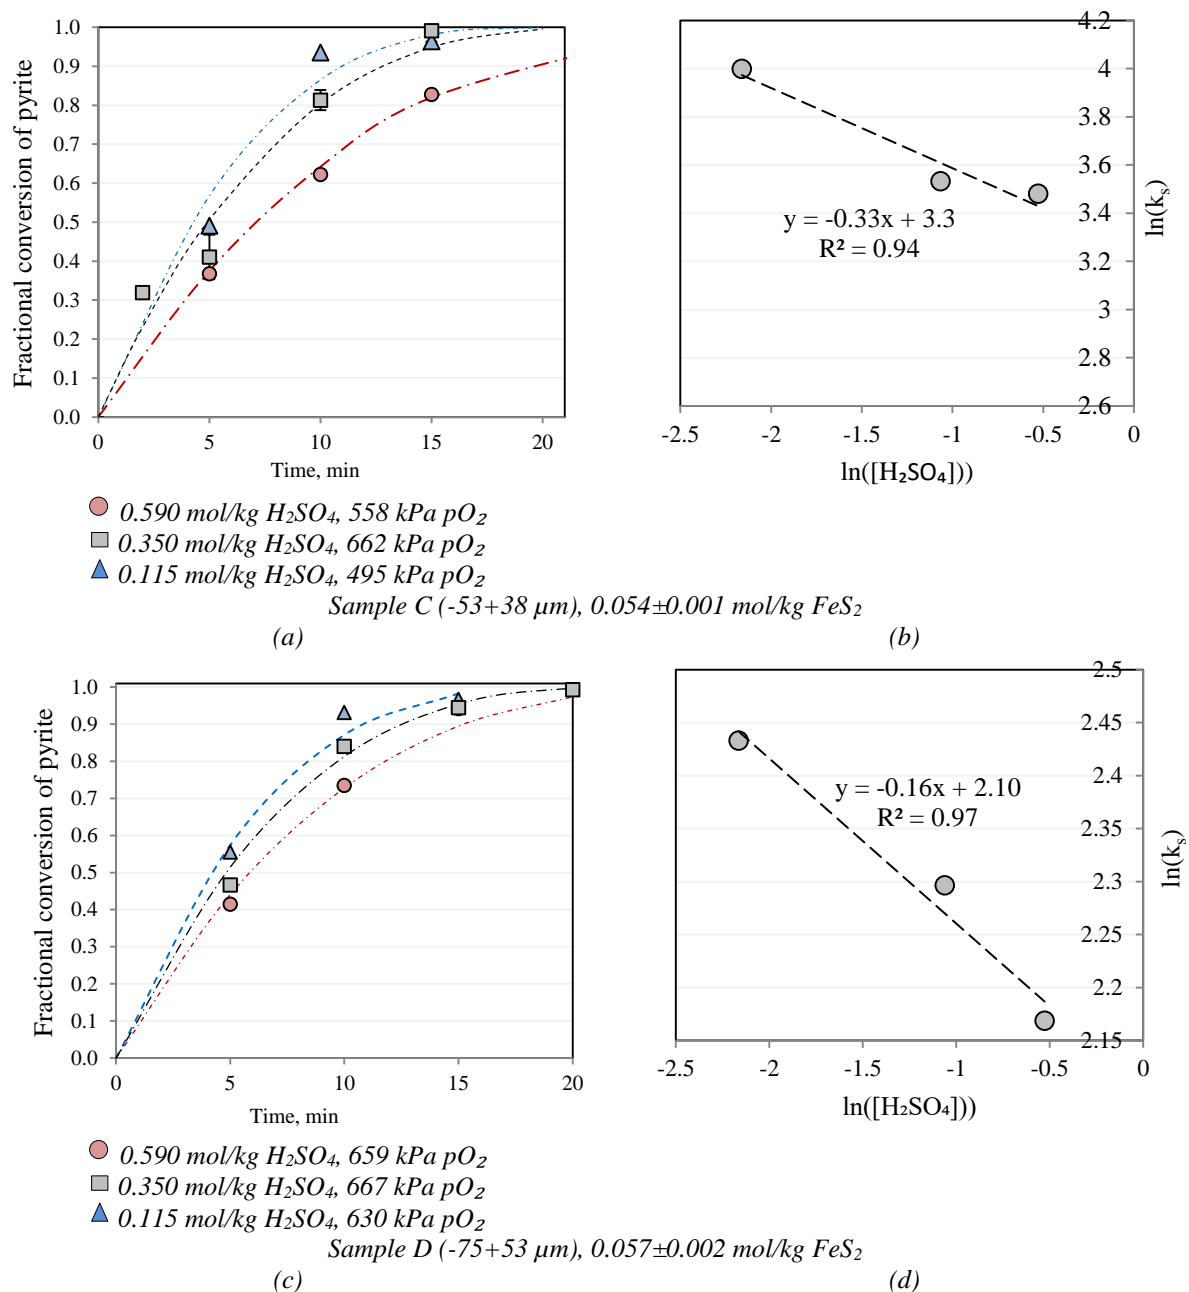 Fractional conversion of pyrite
1.0
0.9
0.8
0.7
0.6
0.5
0.4
0.3
0.2
0.1
0.0
0 5 10 15 20
Time, min
4.2
4
3.8
3.6
3.4
3.2
3
2.8
2.6
ln(kₛ)
y = -0.33x + 3.3
R² = 0.94
-2.5 -2 -1.5 -1 -0.5 0
ln([H₂SO₄]))
0.590 mol/kg H₂SO₄, 558 kPa pO₂
0.350 mol/kg H₂SO₄, 662 kPa pO₂
0.115 mol/kg H₂SO₄, 495 kPa pO₂
Sample C (-53+38 µm), 0.054±0.001 mol/kg FeS₂
(a) (b)
Fractional conversion of pyrite
1.0
0.9
0.8
0.7
0.6
0.5
0.4
0.3
0.2
0.1
0.0
0 5 10 15 20
Time, min
2.5
2.45
2.4
2.35
2.3
2.25
2.2
2.15
ln(kₛ)
y = -0.16x + 2.10
R² = 0.97
-2.5 -2 -1.5 -1 -0.5 0
ln([H₂SO₄]))
0.590 mol/kg H₂SO₄, 659 kPa pO₂
0.350 mol/kg H₂SO₄, 667 kPa pO₂
0.115 mol/kg H₂SO₄, 630 kPa pO₂
Sample D (-75+53 µm), 0.057±0.002 mol/kg FeS₂
(c) (d)